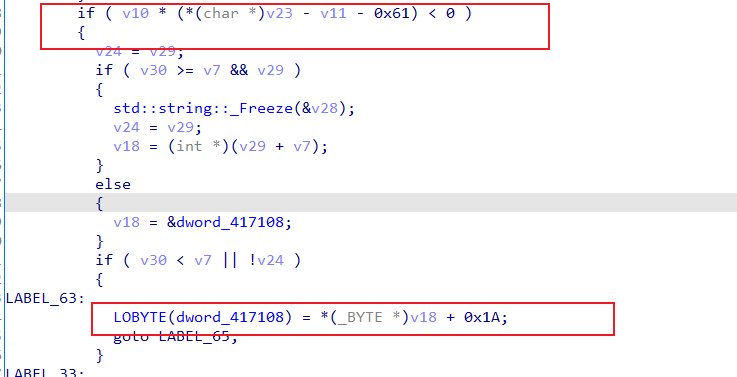 if ( v10 * (*(char *)v23 - v11 - 0x61) < 0 )
{
v24 = v29;
if ( v30 >= v7 && v29 )
{
std::string::_Freeze(&v28);
v24 = v29;
v18 = (int *)(v29 + v7);
}
else
{
v18 = &dword_417108;
}
if ( v30 < v7 || !v24 )
{
LABEL_63:
LOBYTE(dword_417108) = *(_BYTE *)v18 + 0x1A;
goto LABEL_65;
}
LABEL_33: